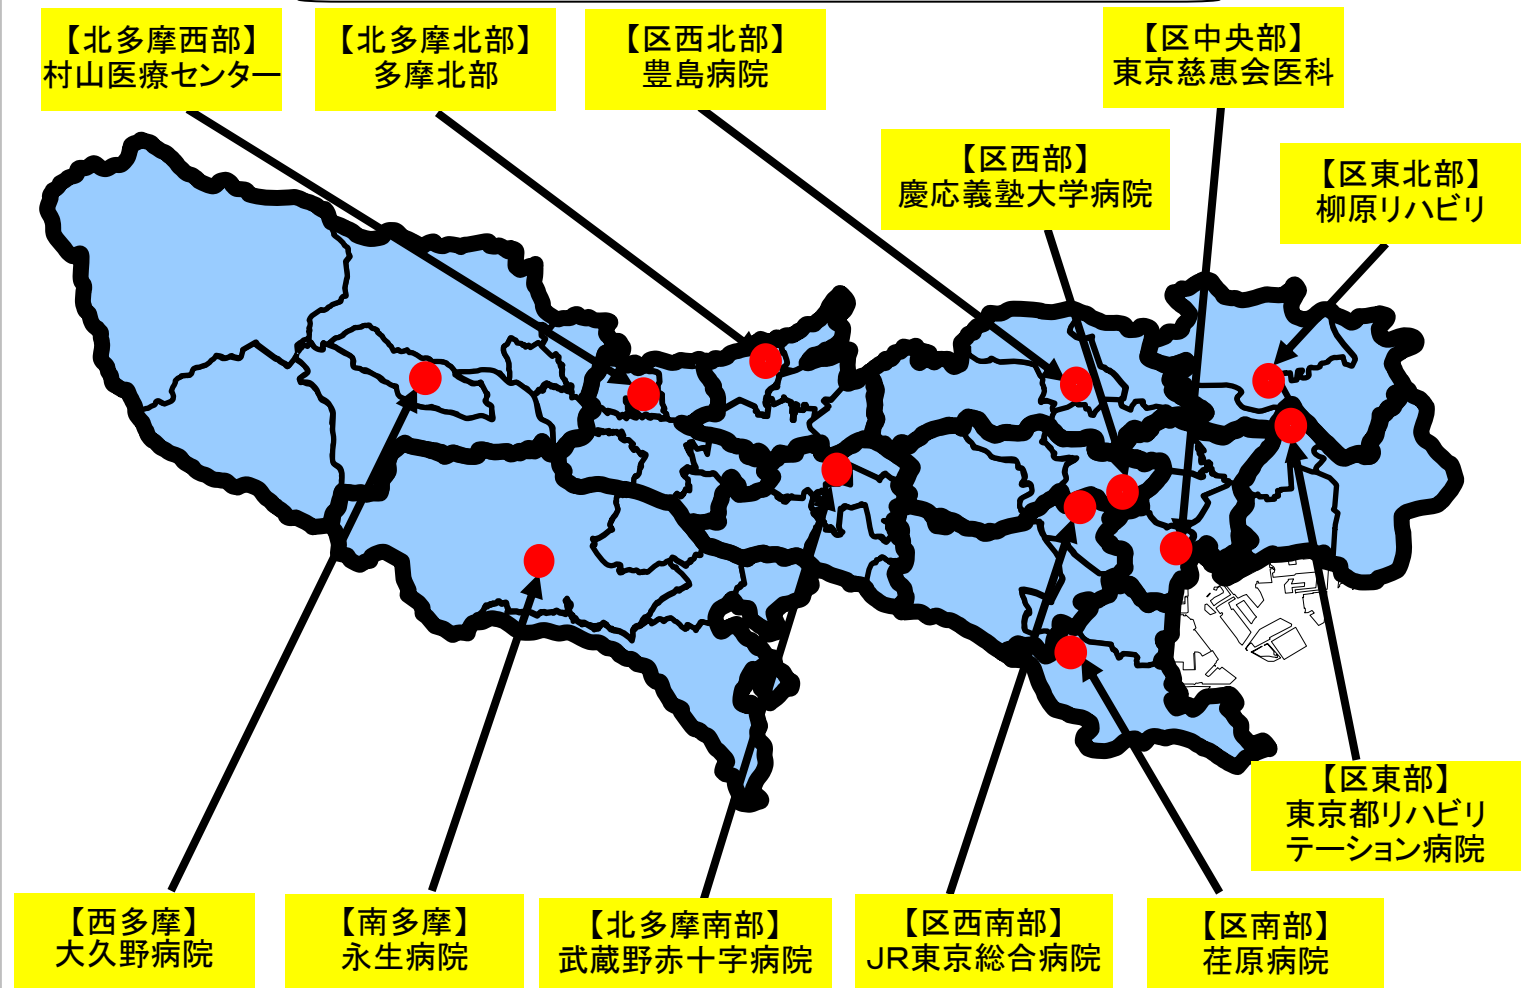 【北多摩西部】
村山医療センター
【北多摩北部】
多摩北部
【区西北部】
豊島病院
【区中央部】
東京慈恵会医科
【区西部】
慶応義塾大学病院
【区東北部】
柳原リハビリ
【区東部】
東京都リハビリ
テーション病院
【西多摩】
大久野病院
【南多摩】
永生病院
【北多摩南部】
武蔵野赤十字病院
【区西南部】
JR東京総合病院
【区南部】
荏原病院